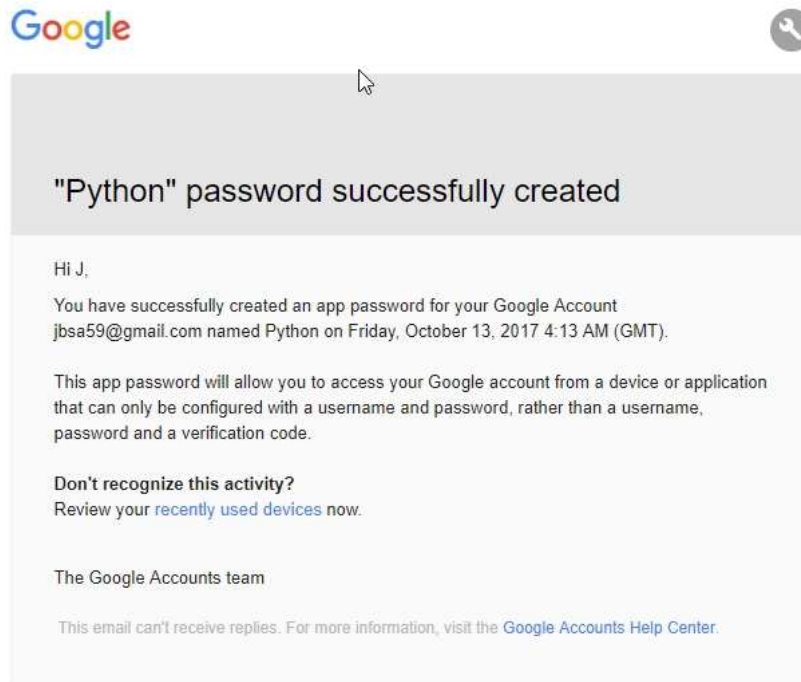 Google
"Python" password successfully created
Hi J,
You have successfully created an app password for your Google Account
jbsa59@gmail.com named Python on Friday, October 13, 2017 4:13 AM (GMT).
This app password will allow you to access your Google account from a device or application
that can only be configured with a username and password, rather than a username,
password and a verification code.
Don't recognize this activity?
Review your recently used devices now.
The Google Accounts team
This email can't receive replies. For more information, visit the Google Accounts Help Center.